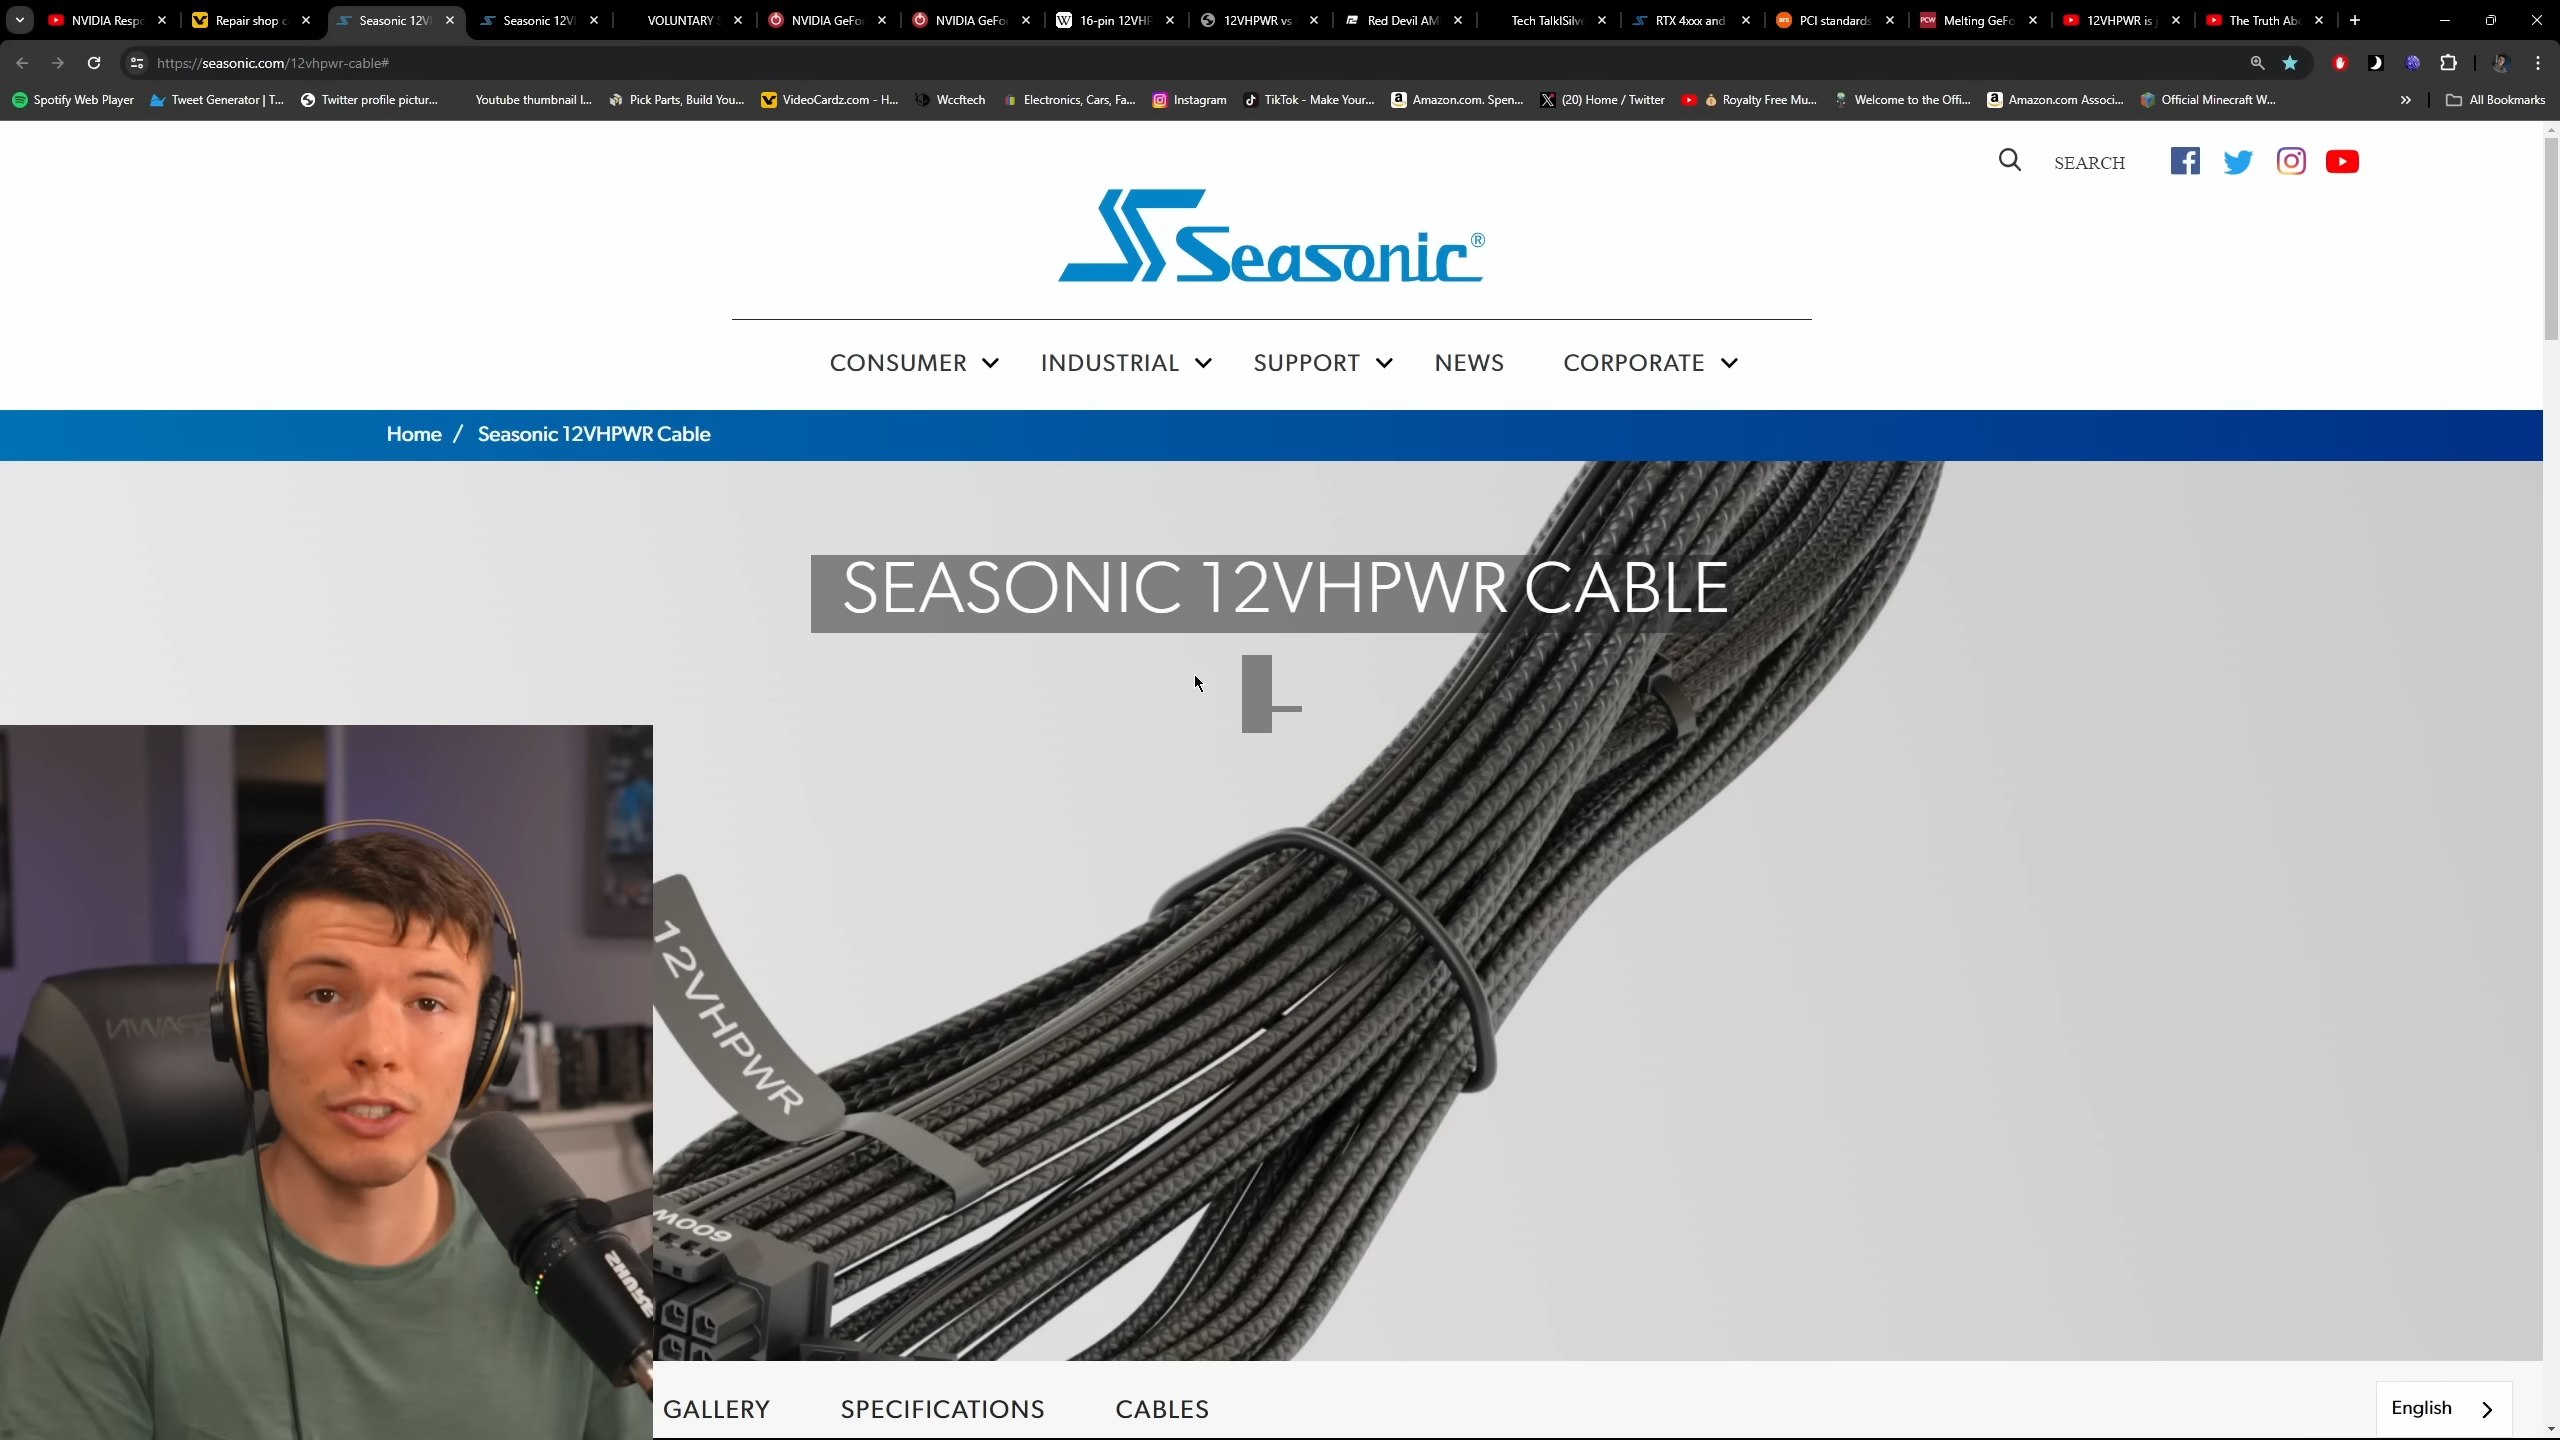 NVIDIA Resp
Repair shop c
Seasonic 12V
Seasonic 12V
VOLUNTARY
NVIDIA GeFo
NVIDIA GeFo
16-pin 12VHP
12VHPWR vs
Red Devil AM
Tech Talk|Silve
RTX 4xxx and
PCI standards
Melting GeFo
12VHPWR is
The Truth Ab
https://seasonic.com/12vhpwr-cable#
Spotify Web Player
Tweet Generator | T...
Twitter profile pictur...
Youtube thumbnail I...
Pick Parts, Build You...
VideoCardz.com - H...
Wccftech
Electronics, Cars, Fa...
Instagram
TikTok - Make Your...
Amazon.com. Spen...
(20) Home / Twitter
Royalty Free Mu...
Welcome to the Offi...
Amazon.com Associ...
Official Minecraft W...
All Bookmarks
SEARCH
Seasonic®
CONSUMER
INDUSTRIAL
SUPPORT
NEWS
CORPORATE
Home / Seasonic 12VHPWR Cable
SEASONIC 12VHPWR CABLE
12VHPWR
600W
GALLERY
SPECIFICATIONS
CABLES
English